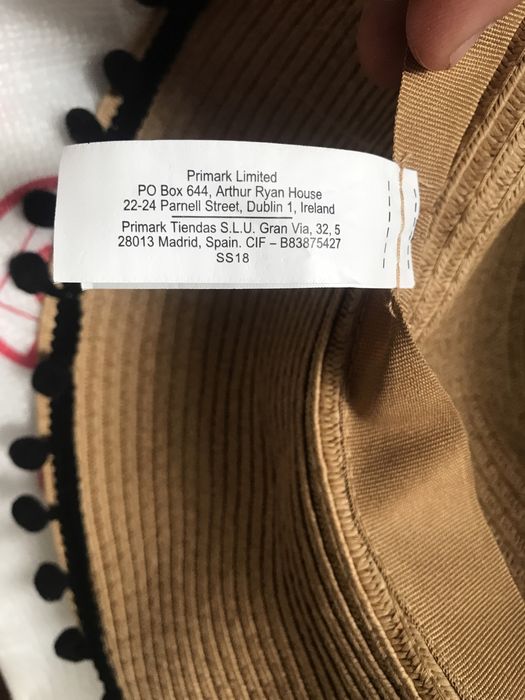 Primark Limited
PO Box 644, Arthur Ryan House
22-24 Parnell Street, Dublin 1, Ireland
Primark Tiendas S.L.U. Gran Via, 32, 5
28013 Madrid, Spain. CIF – B83875427
SS18